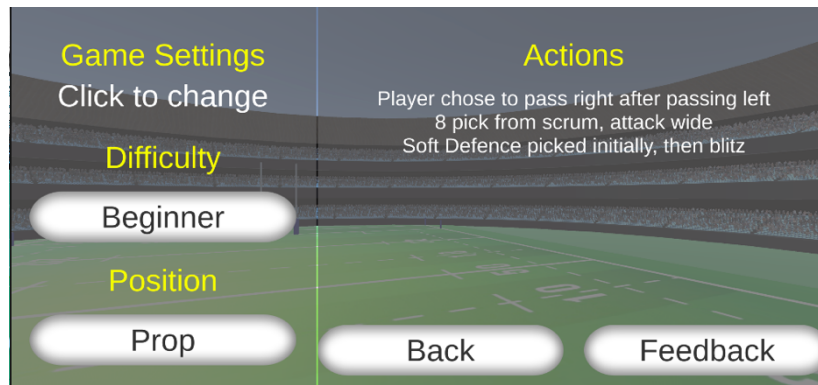 Game Settings
Click to change
Difficulty
Beginner
Position
Prop
Actions
Player chose to pass right after passing left
8 pick from scrum, attack wide
Soft Defence picked initially, then blitz
Back
Feedback